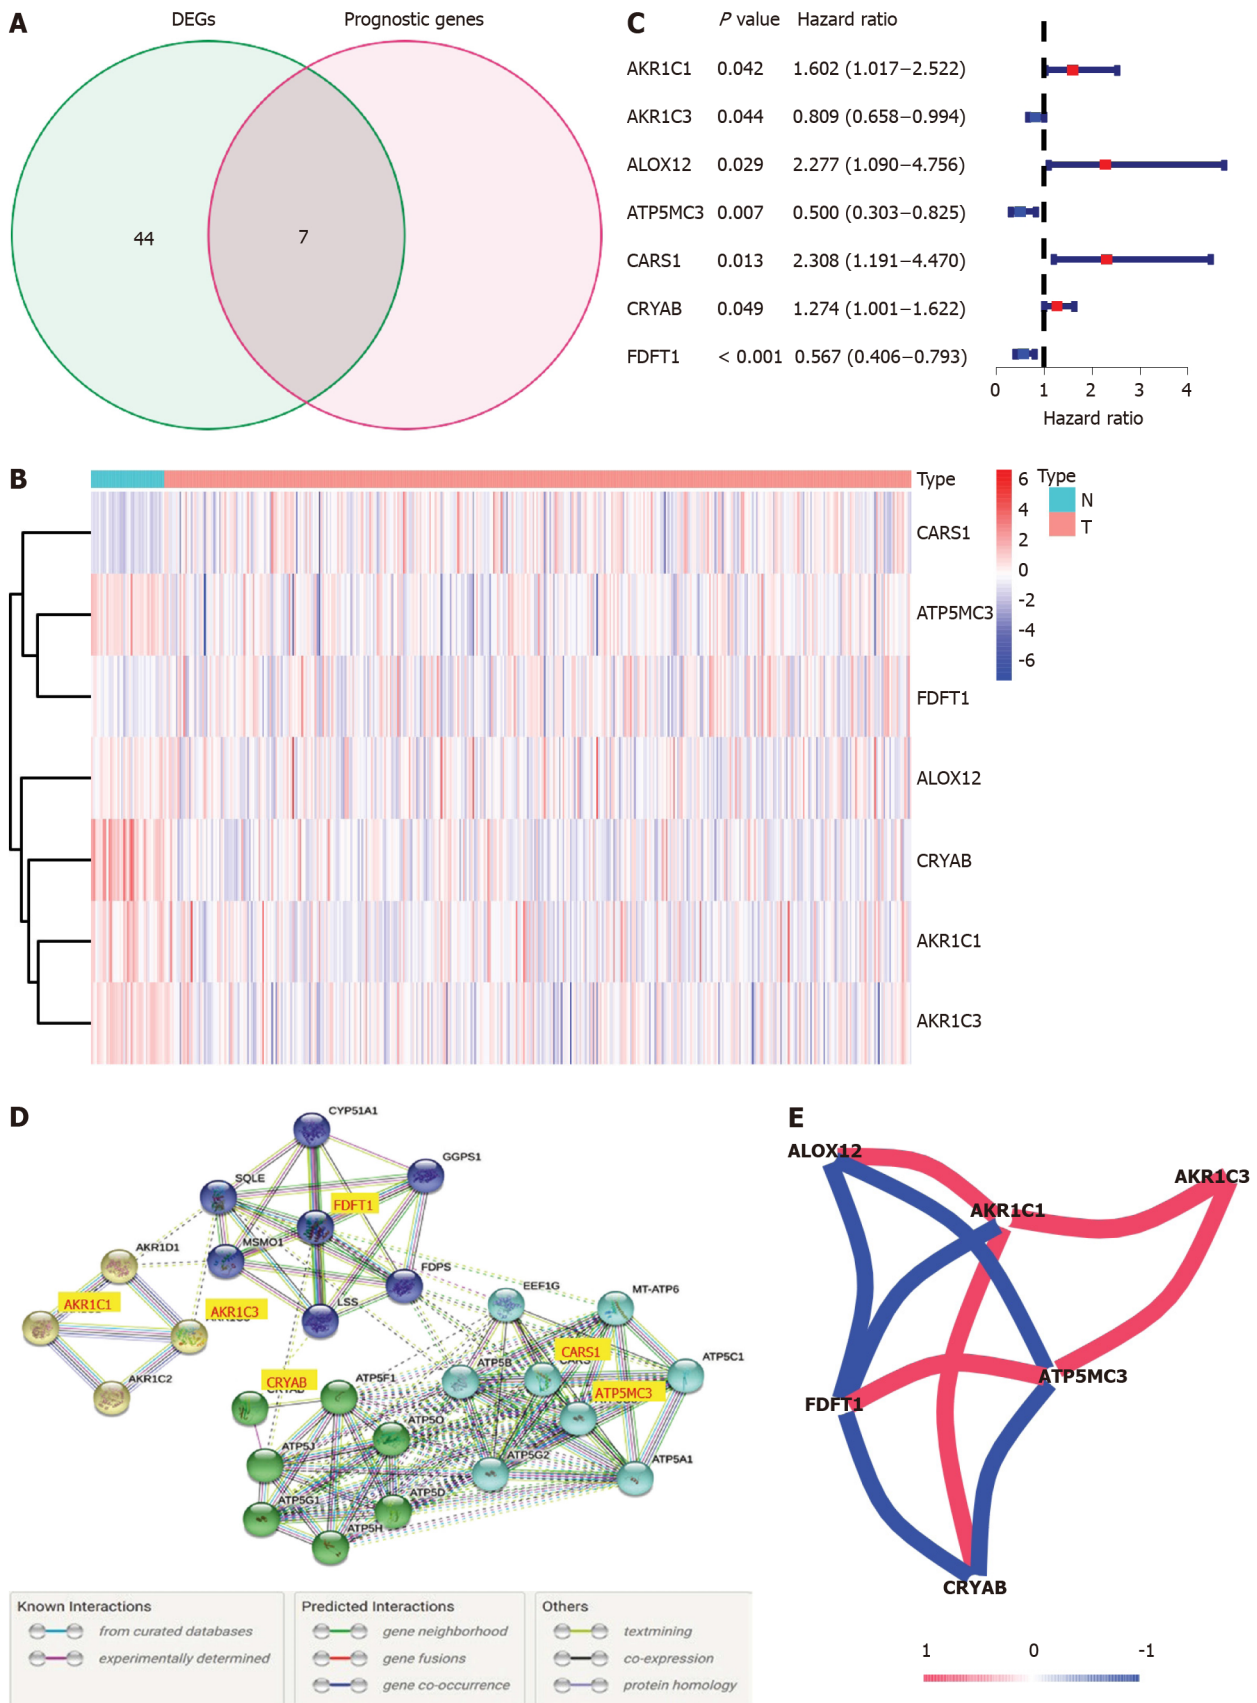 A
DEGs
Prognostic genes
44
7
C
P value
Hazard ratio
AKR1C1 0.042 1.602 (1.017−2.522)
AKR1C3 0.044 0.809 (0.658−0.994)
ALOX12 0.029 2.277 (1.090−4.756)
ATP5MC3 0.007 0.500 (0.303−0.825)
CARS1 0.013 2.308 (1.191−4.470)
CRYAB 0.049 1.274 (1.001−1.622)
FDFT1 < 0.001 0.567 (0.406−0.793)
0 1 2 3 4
Hazard ratio
B
Type
CARS1
ATP5MC3
FDFT1
ALOX12
CRYAB
AKR1C1
AKR1C3
6
4
2
0
-2
-4
-6
Type
N
T
D
CYP51A1
GGPS1
SQLE
FDFT1
MSMO1
AKR1D1
FDPS
LSS
AKR1C1
AKR1C3
AKR1C2
EEF1G
MT-ATP6
CARS1
ATP5B
ATP5C1
CRYAB
ATP5F1
ATP5MC3
ATP5O
ATP5J
ATP5G2
ATP5A1
ATP5G1
ATP5D
ATP5H
Known Interactions
from curated databases
experimentally determined
Predicted Interactions
gene neighborhood
gene fusions
gene co-occurrence
Others
textmining
co-expression
protein homology
E
ALOX12
AKR1C3
AKR1C1
ATP5MC3
FDFT1
CRYAB
1 0 -1